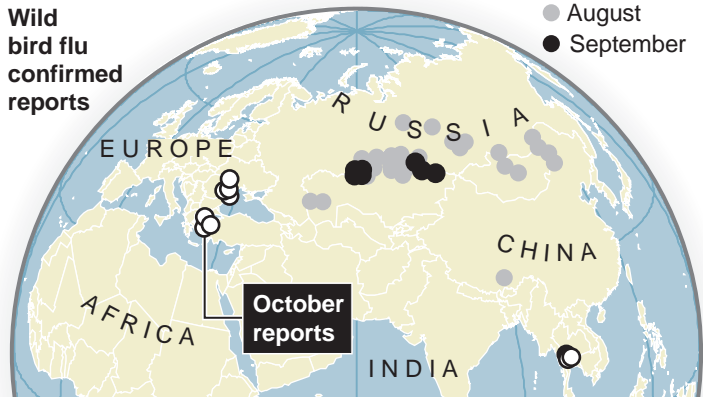 Wild
bird flu
confirmed
reports
August
September
RUSSIA
EUROPE
CHINA
AFRICA
October
reports
INDIA